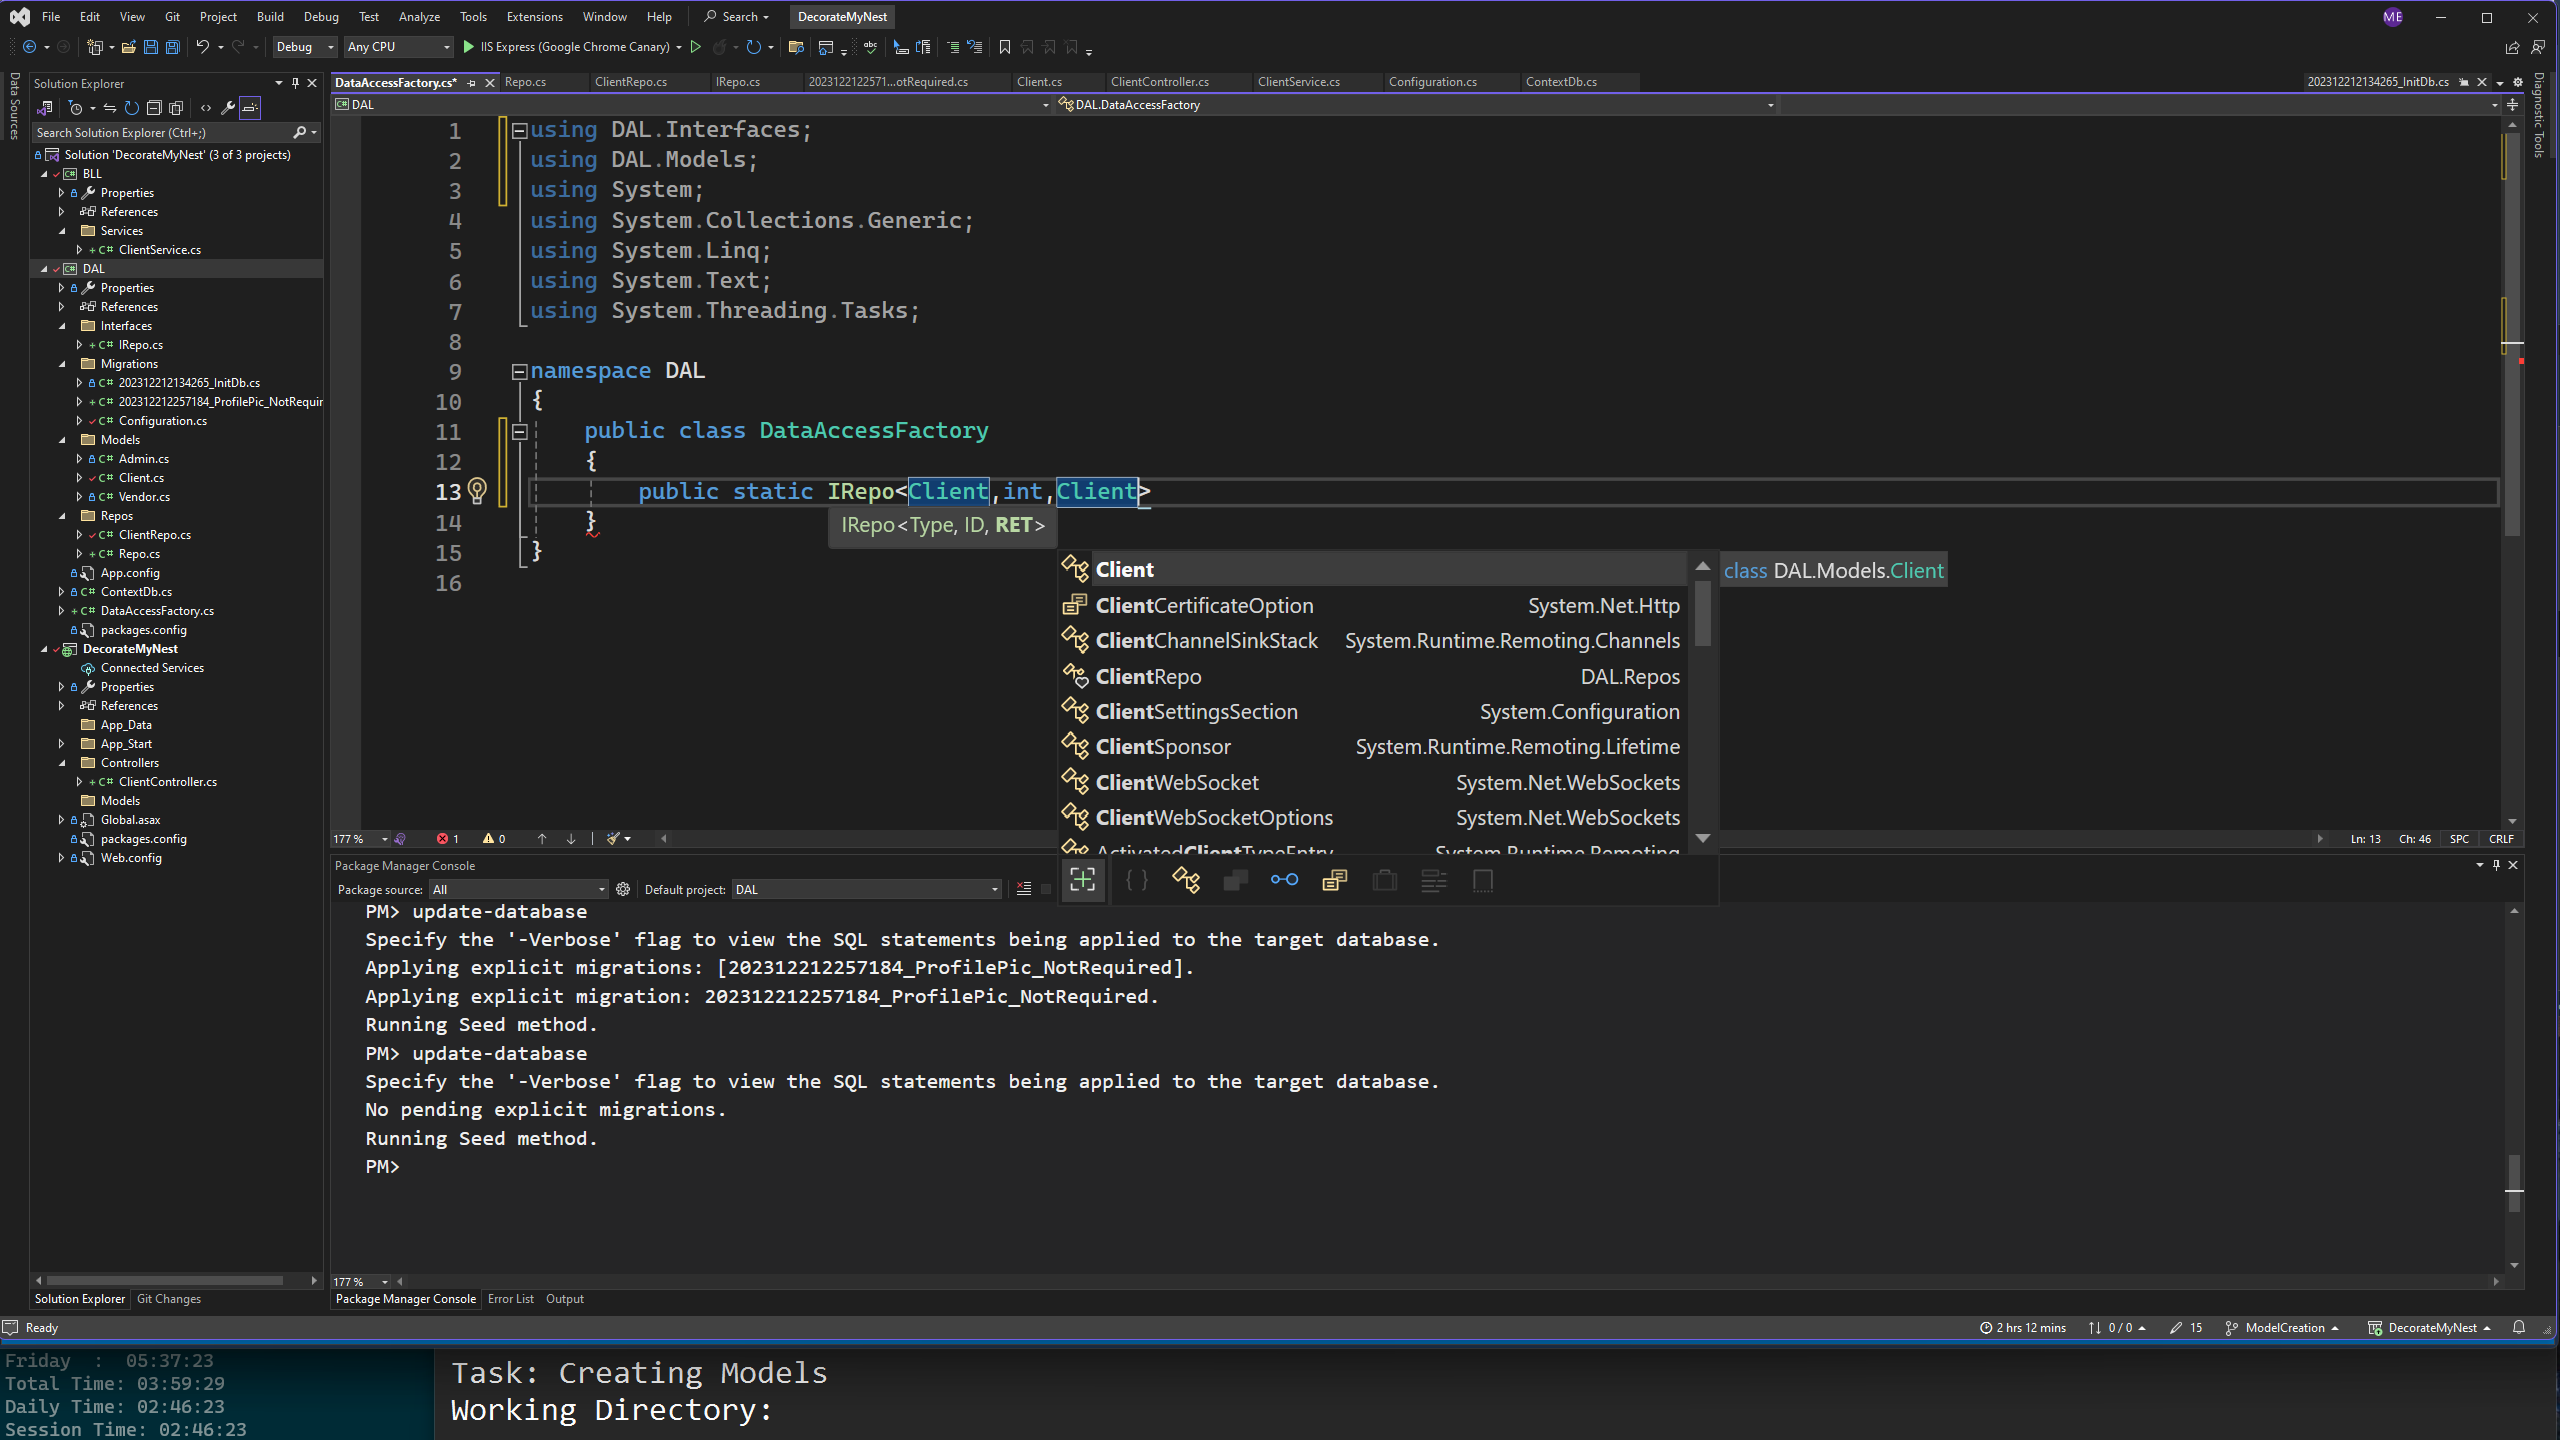 File Edit View Git Project Build Debug Test Analyze Tools Extensions Window Help Search DecorateMyNest ME
Debug Any CPU IIS Express (Google Chrome Canary)
Data Sources
Solution Explorer
Search Solution Explorer (Ctrl+;)
Solution 'DecorateMyNest' (3 of 3 projects)
BLL
Properties
References
Services
C# ClientService.cs
DAL
Properties
References
Interfaces
C# IRepo.cs
Migrations
C# 202312212134265_InitDb.cs
C# 202312212257184_ProfilePic_NotRequir
C# Configuration.cs
Models
C# Admin.cs
C# Client.cs
C# Vendor.cs
Repos
C# ClientRepo.cs
C# Repo.cs
App.config
C# ContextDb.cs
C# DataAccessFactory.cs
packages.config
DecorateMyNest
Connected Services
Properties
References
App_Data
App_Start
Controllers
C# ClientController.cs
Models
Global.asax
packages.config
Web.config
Solution Explorer Git Changes
DataAccessFactory.cs* Repo.cs ClientRepo.cs IRepo.cs 2023122122571...otRequired.cs Client.cs ClientController.cs ClientService.cs Configuration.cs ContextDb.cs 202312212134265_InitDb.cs
Diagnostic Tools
DAL DAL.DataAccessFactory
1 using DAL.Interfaces;
2 using DAL.Models;
3 using System;
4 using System.Collections.Generic;
5 using System.Linq;
6 using System.Text;
7 using System.Threading.Tasks;
8
9 namespace DAL
10 {
11 public class DataAccessFactory
12 {
13 public static IRepo<Client,int,Client>
14 }
15 }
16
IRepo<Type, ID, RET>
Client class DAL.Models.Client
ClientCertificateOption System.Net.Http
ClientChannelSinkStack System.Runtime.Remoting.Channels
ClientRepo DAL.Repos
ClientSettingsSection System.Configuration
ClientSponsor System.Runtime.Remoting.Lifetime
ClientWebSocket System.Net.WebSockets
ClientWebSocketOptions System.Net.WebSockets
ActivatedClientTypeEntry System.Runtime.Remoting
177 % 1 0 Ln: 13 Ch: 46 SPC CRLF
Package Manager Console
Package source: All Default project: DAL
PM> update-database
Specify the '-Verbose' flag to view the SQL statements being applied to the target database.
Applying explicit migrations: [202312212257184_ProfilePic_NotRequired].
Applying explicit migration: 202312212257184_ProfilePic_NotRequired.
Running Seed method.
PM> update-database
Specify the '-Verbose' flag to view the SQL statements being applied to the target database.
No pending explicit migrations.
Running Seed method.
PM>
177 %
Package Manager Console Error List Output
Ready 2 hrs 12 mins 0 / 0 15 ModelCreation DecorateMyNest
Friday : 05:37:23
Total Time: 03:59:29
Daily Time: 02:46:23
Session Time: 02:46:23
Task: Creating Models
Working Directory: